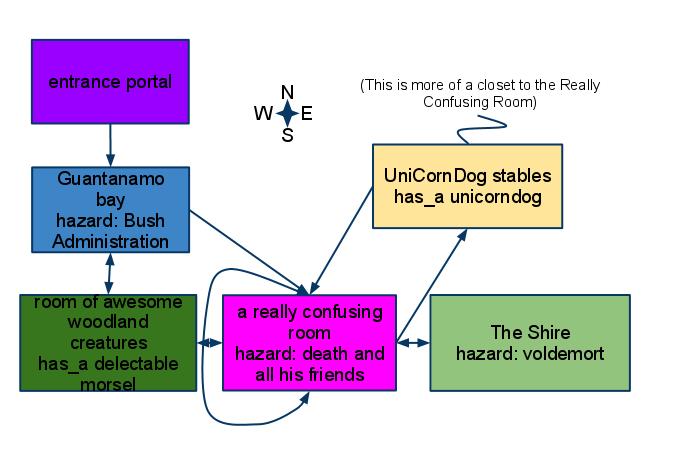 entrance portal
N
W E
S
(This is more of a closet to the Really
Confusing Room)
Guantanamo
bay
hazard: Bush
Administration
UniCornDog stables
has_a unicorndog
room of awesome
woodland
creatures
has_a delectable
morsel
a really confusing
room
hazard: death and
all his friends
The Shire
hazard: voldemort